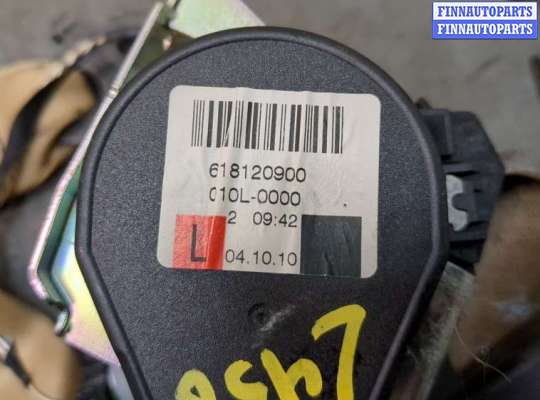 FINNAUTOPARTS
FINNAUTOPARTS
618120900
010L-0000
2 09:42
L 04.10.10